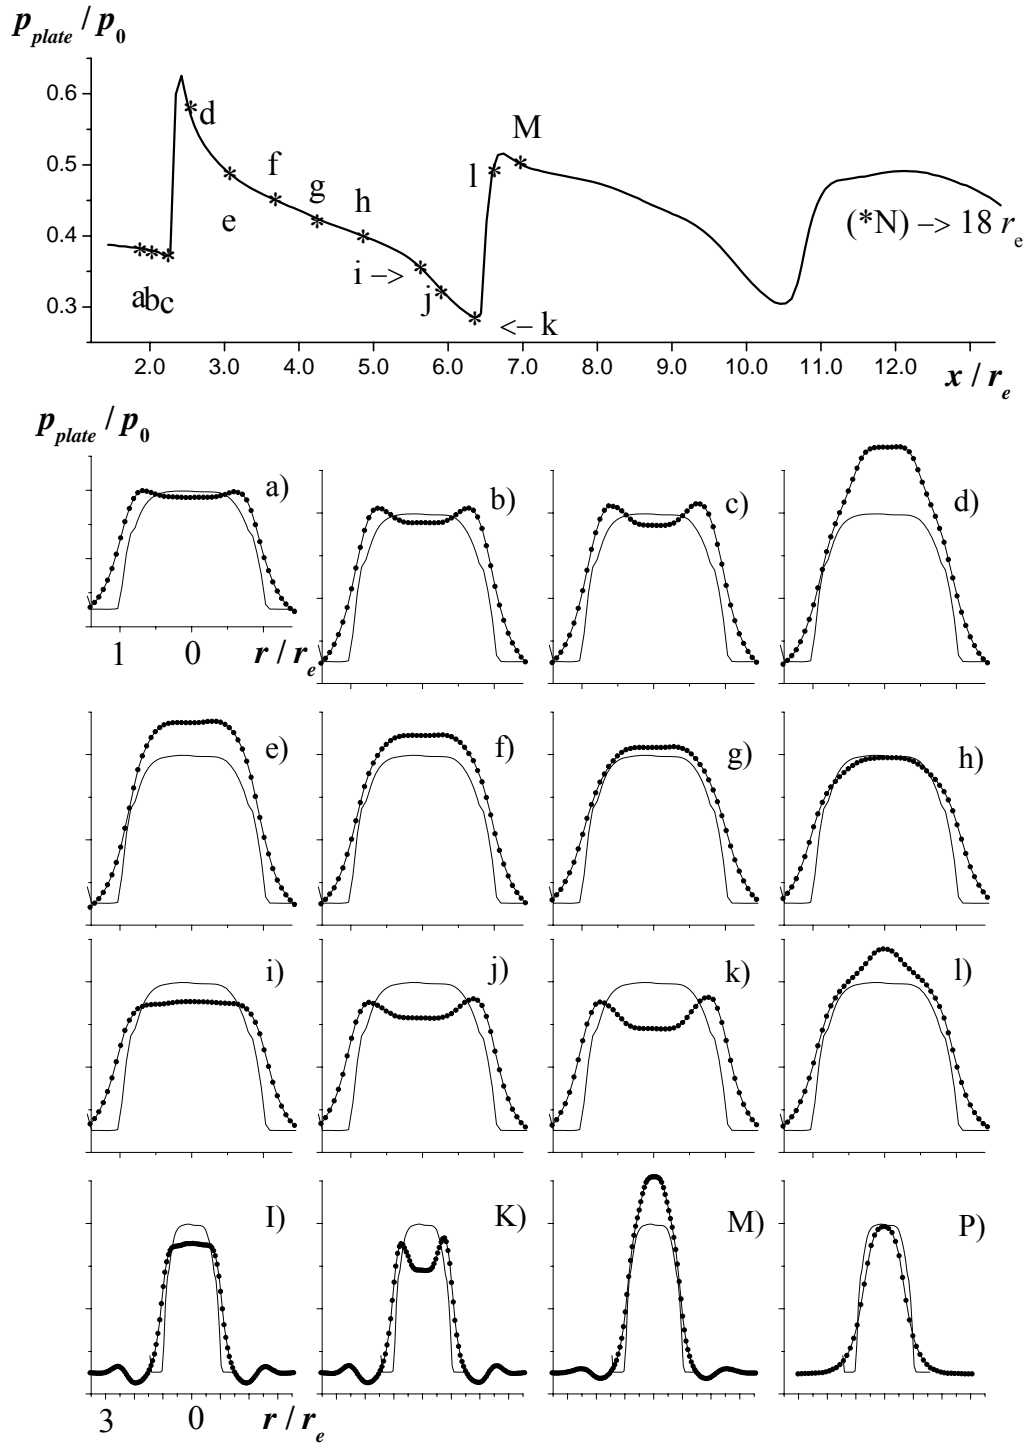 p_plate / p_0
0.6
0.5
0.4
0.3
d
e
f
g
h
abc
i –>
j
<– k
l
M
(*N) –> 18 r_e
2.0 3.0 4.0 5.0 6.0 7.0 8.0 9.0 10.0 11.0 12.0
x / r_e
p_plate / p_0
a) b) c) d)
1 0 r / r_e
e) f) g) h)
i) j) k) l)
I) K) M) P)
3 0 r / r_e